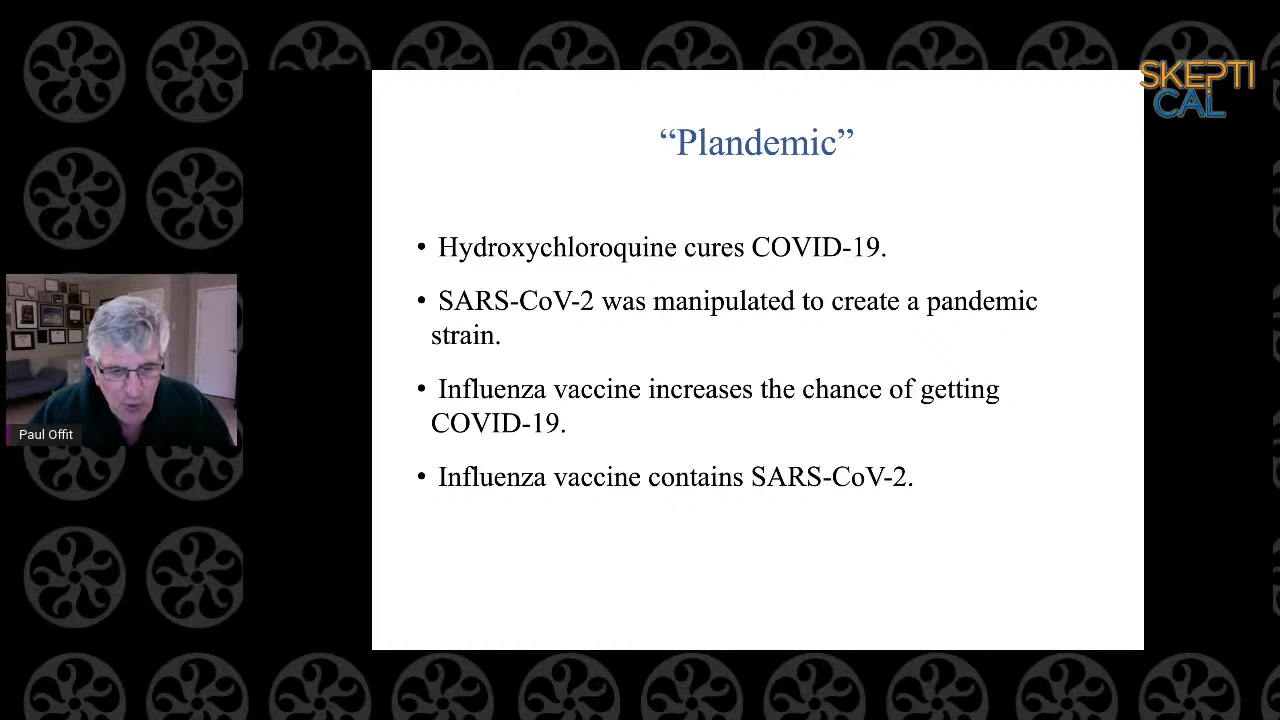 SKEPTI
CAL
“Plandemic”
• Hydroxychloroquine cures COVID-19.
• SARS-CoV-2 was manipulated to create a pandemic
strain.
• Influenza vaccine increases the chance of getting
COVID-19.
• Influenza vaccine contains SARS-CoV-2.
Paul Offit